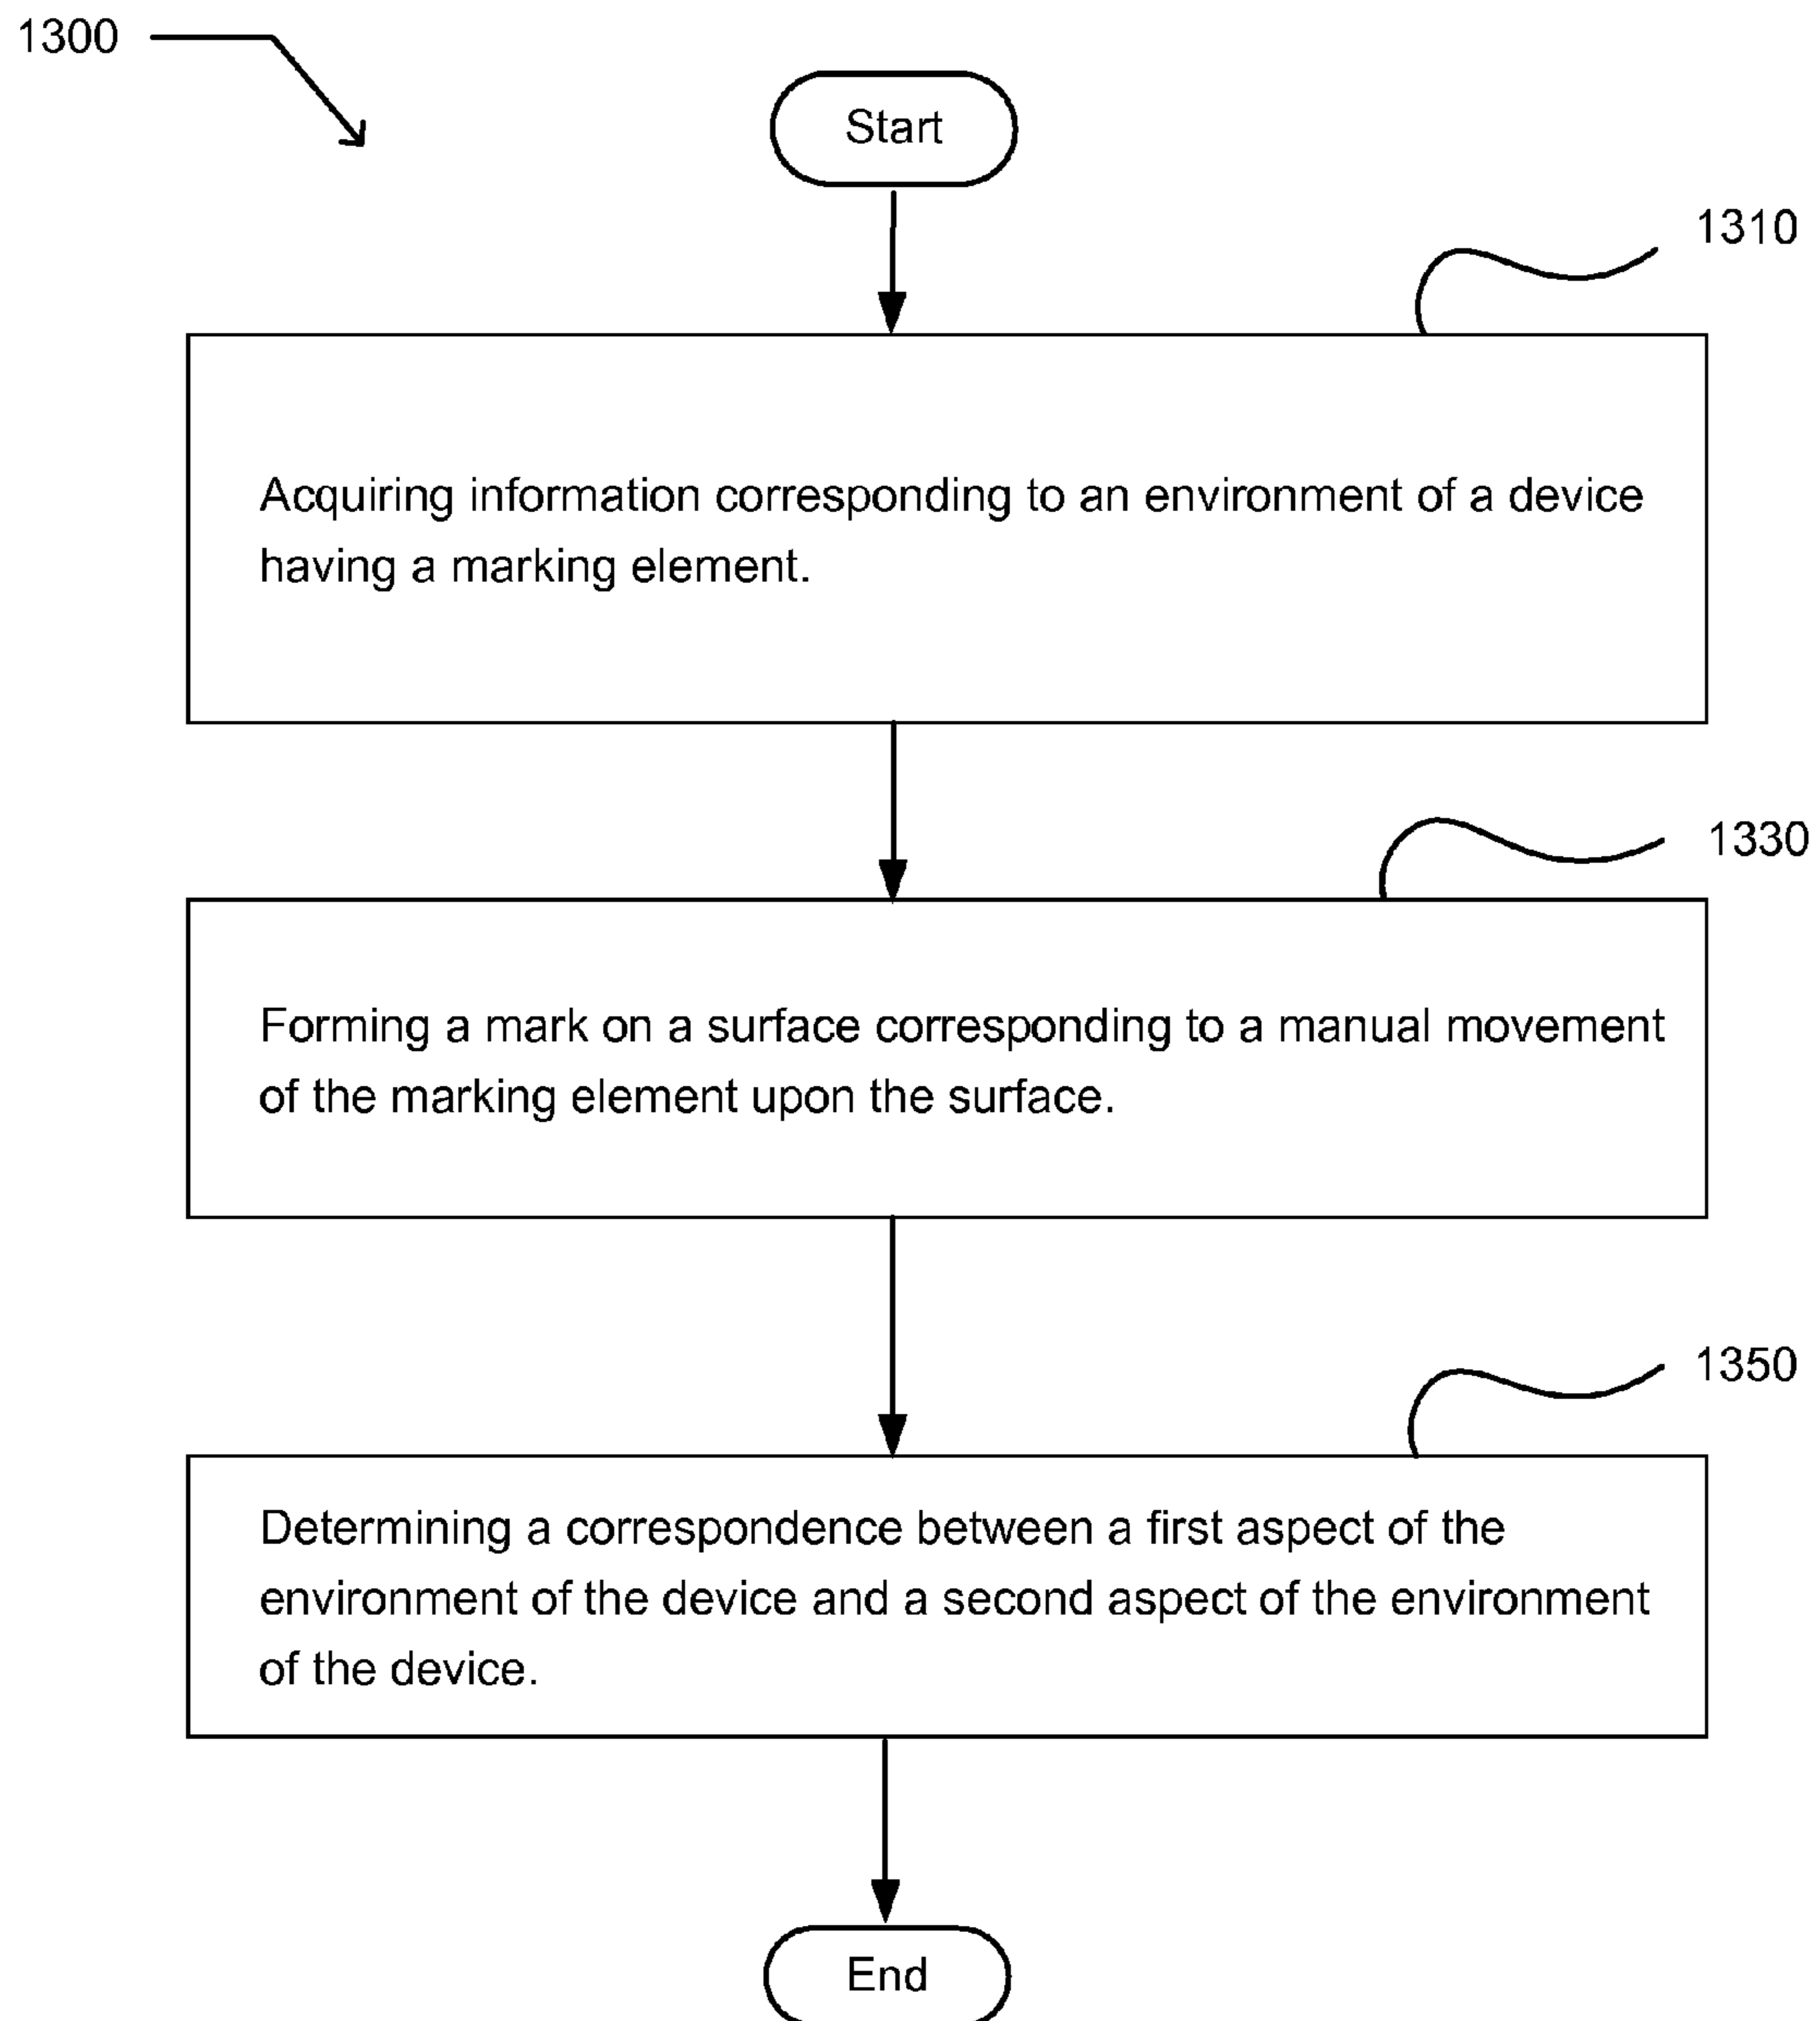 1300
Start
1310
Acquiring information corresponding to an environment of a device
having a marking element.
1330
Forming a mark on a surface corresponding to a manual movement
of the marking element upon the surface.
1350
Determining a correspondence between a first aspect of the
environment of the device and a second aspect of the environment
of the device.
End